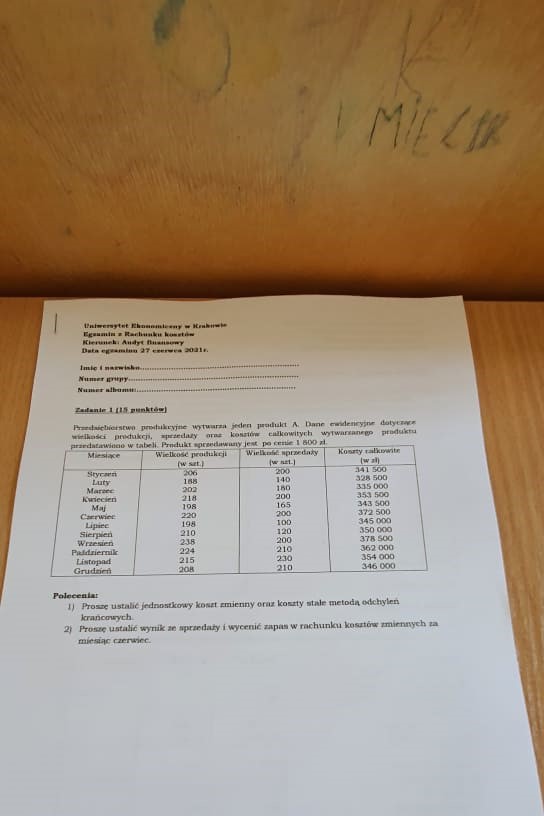 K
MIECIK
Uniwersytet Ekonomiczny w Krakowie
Egzamin z Rachunku kosztów
Kierunek: Audyt finansowy
Data egzaminu 27 czerwca 2021r.
Imię i nazwisko
Numer grupy
Numer albumu:
Zadanie 1 (15 punktów)
Przedsiębiorstwo produkcyjne wytwarza jeden produkt A. Dane ewidencyjne dotyczące
wielkości produkcji, sprzedaży oraz kosztów całkowitych wytwarzanego produktu
przedstawiono w tabeli. Produkt sprzedawany jest po cenie 1 800 zł.
Miesiące Wielkość produkcji (w szt.) Wielkość sprzedaży (w szt.) Koszty całkowite (w zł)
Styczeń 206 200 341 500
Luty 188 140 328 500
Marzec 202 180 335 000
Kwiecień 218 200 353 500
Maj 198 165 343 500
Czerwiec 220 200 372 500
Lipiec 198 100 345 000
Sierpień 210 120 350 000
Wrzesień 238 200 378 500
Październik 224 210 362 000
Listopad 215 230 354 000
Grudzień 208 210 346 000
Polecenia:
1) Proszę ustalić jednostkowy koszt zmienny oraz koszty stałe metodą odchyleń
krańcowych.
2) Proszę ustalić wynik ze sprzedaży i wycenić zapas w rachunku kosztów zmiennych za
miesiąc czerwiec.